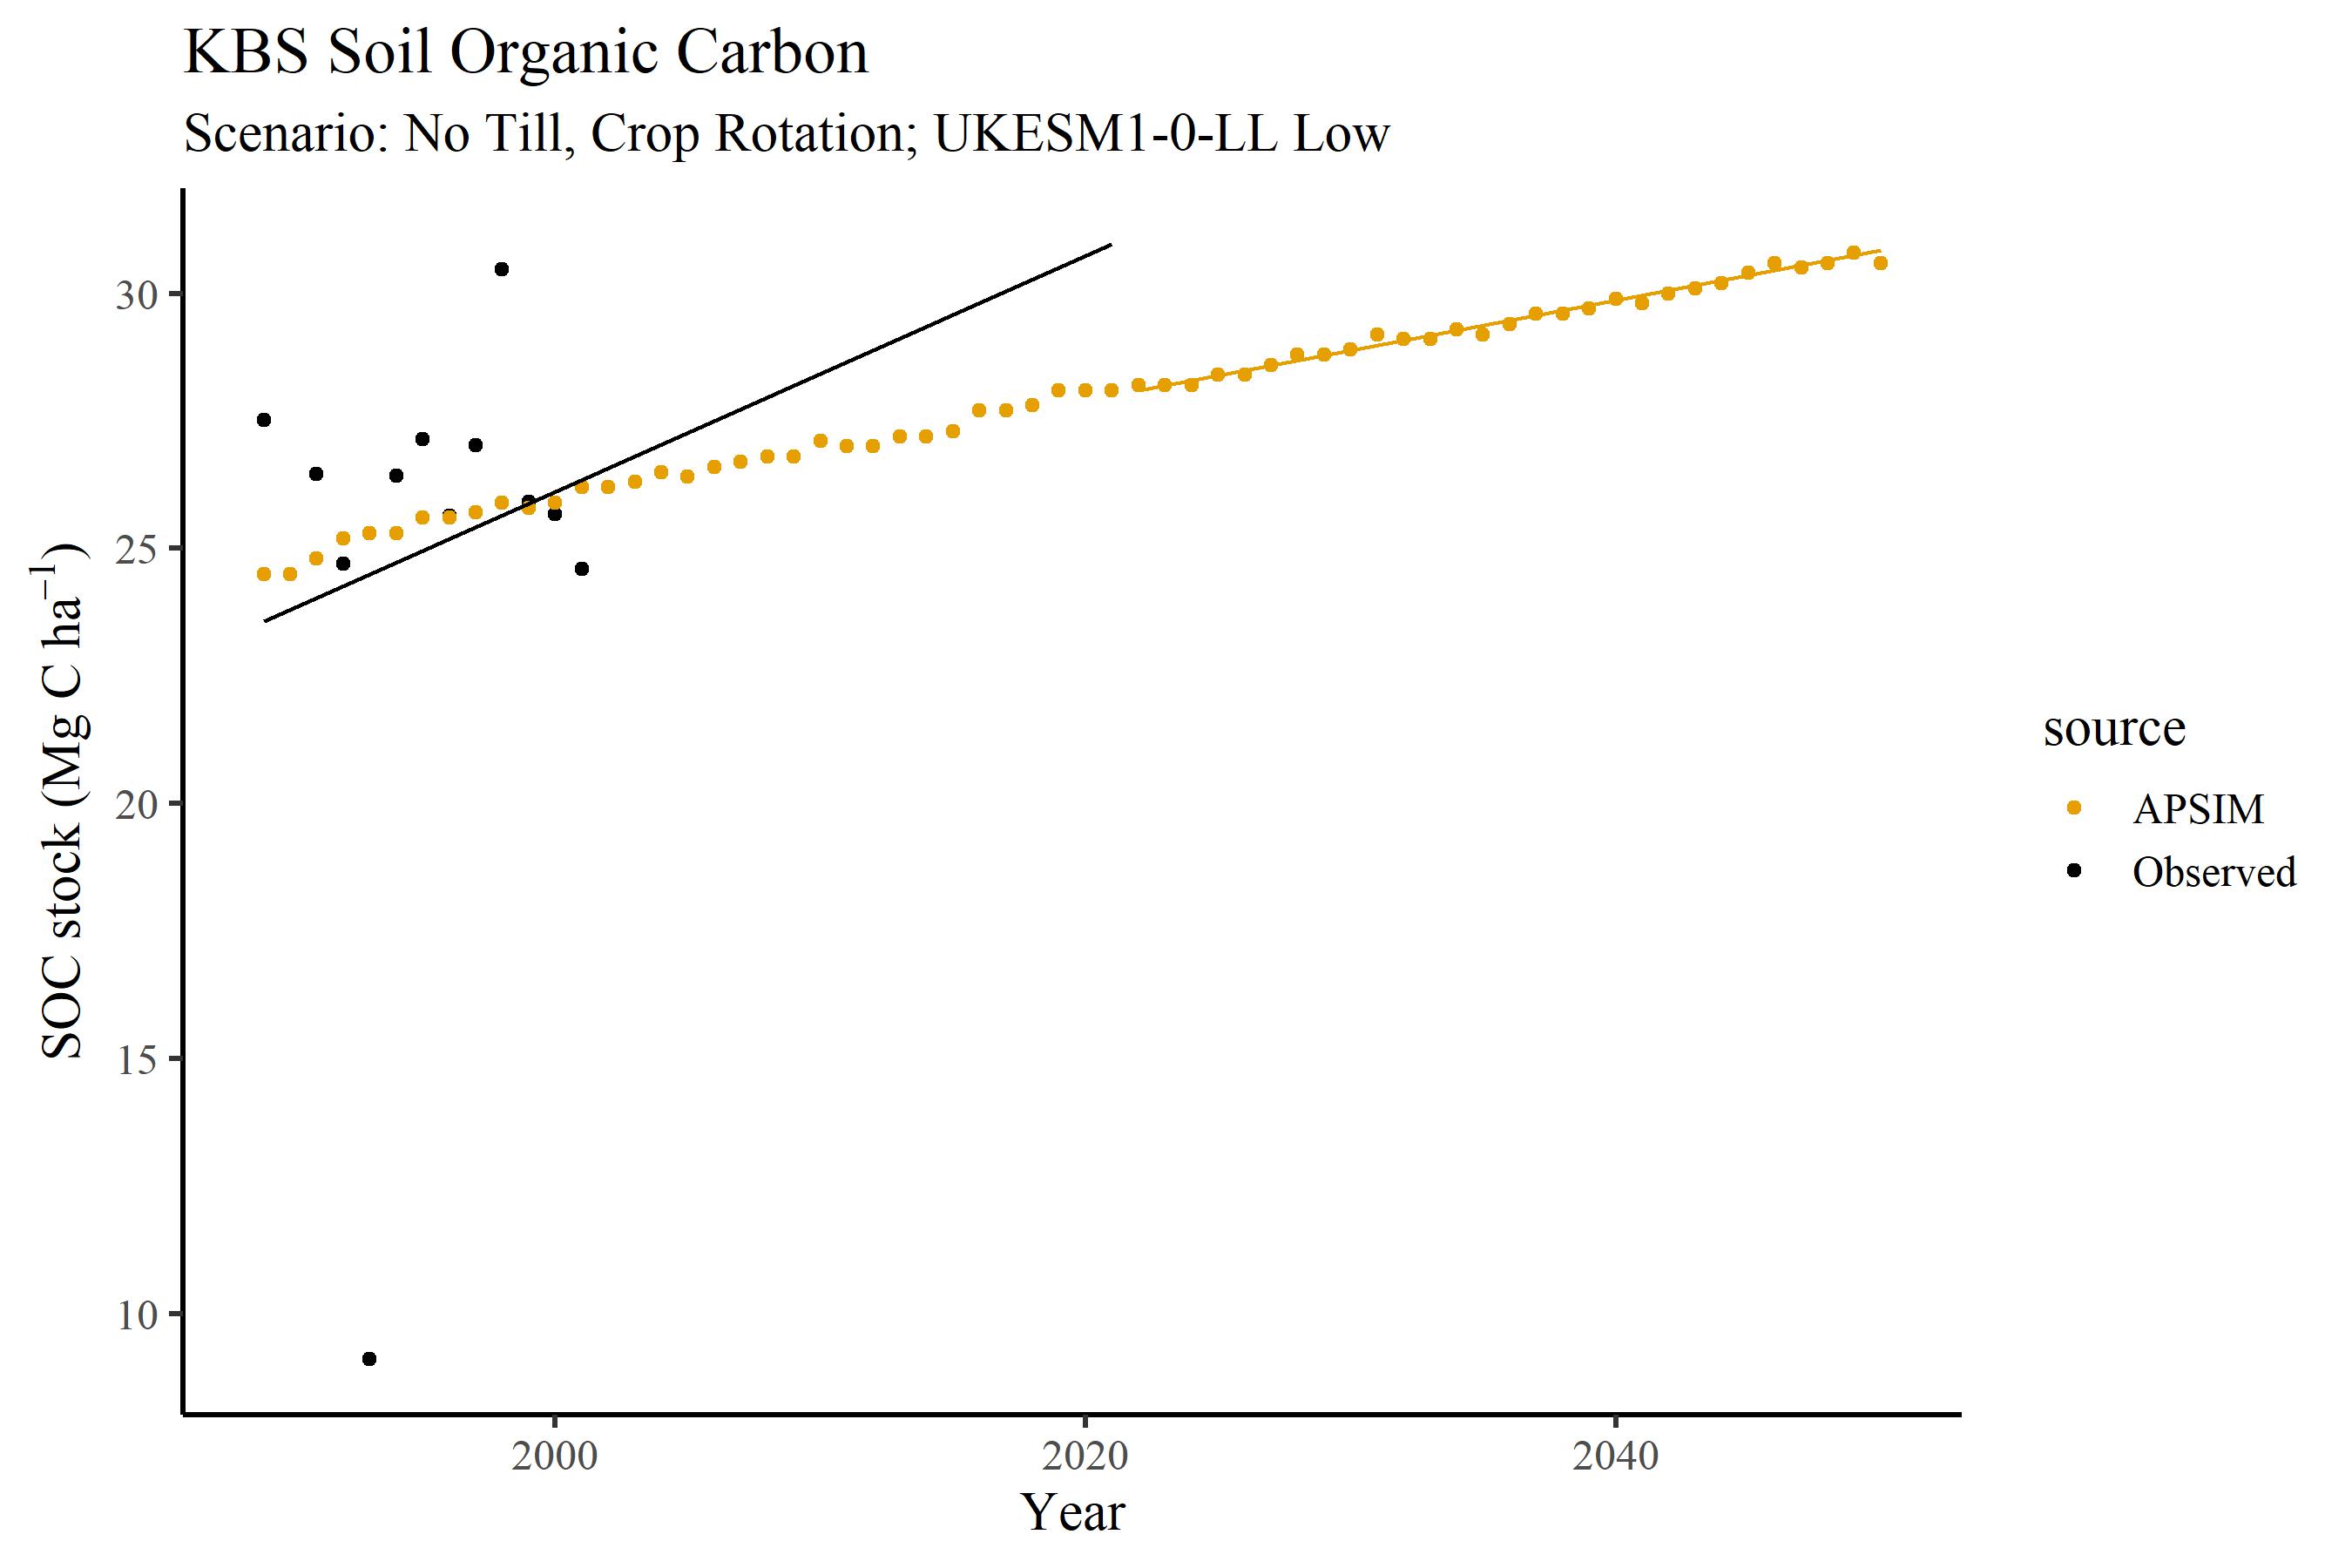 KBS Soil Organic Carbon
Scenario: No Till, Crop Rotation; UKESM1-0-LL Low
SOC stock (Mg C ha⁻¹)
30
25
20
15
10
2000 2020 2040
Year
source
APSIM
Observed